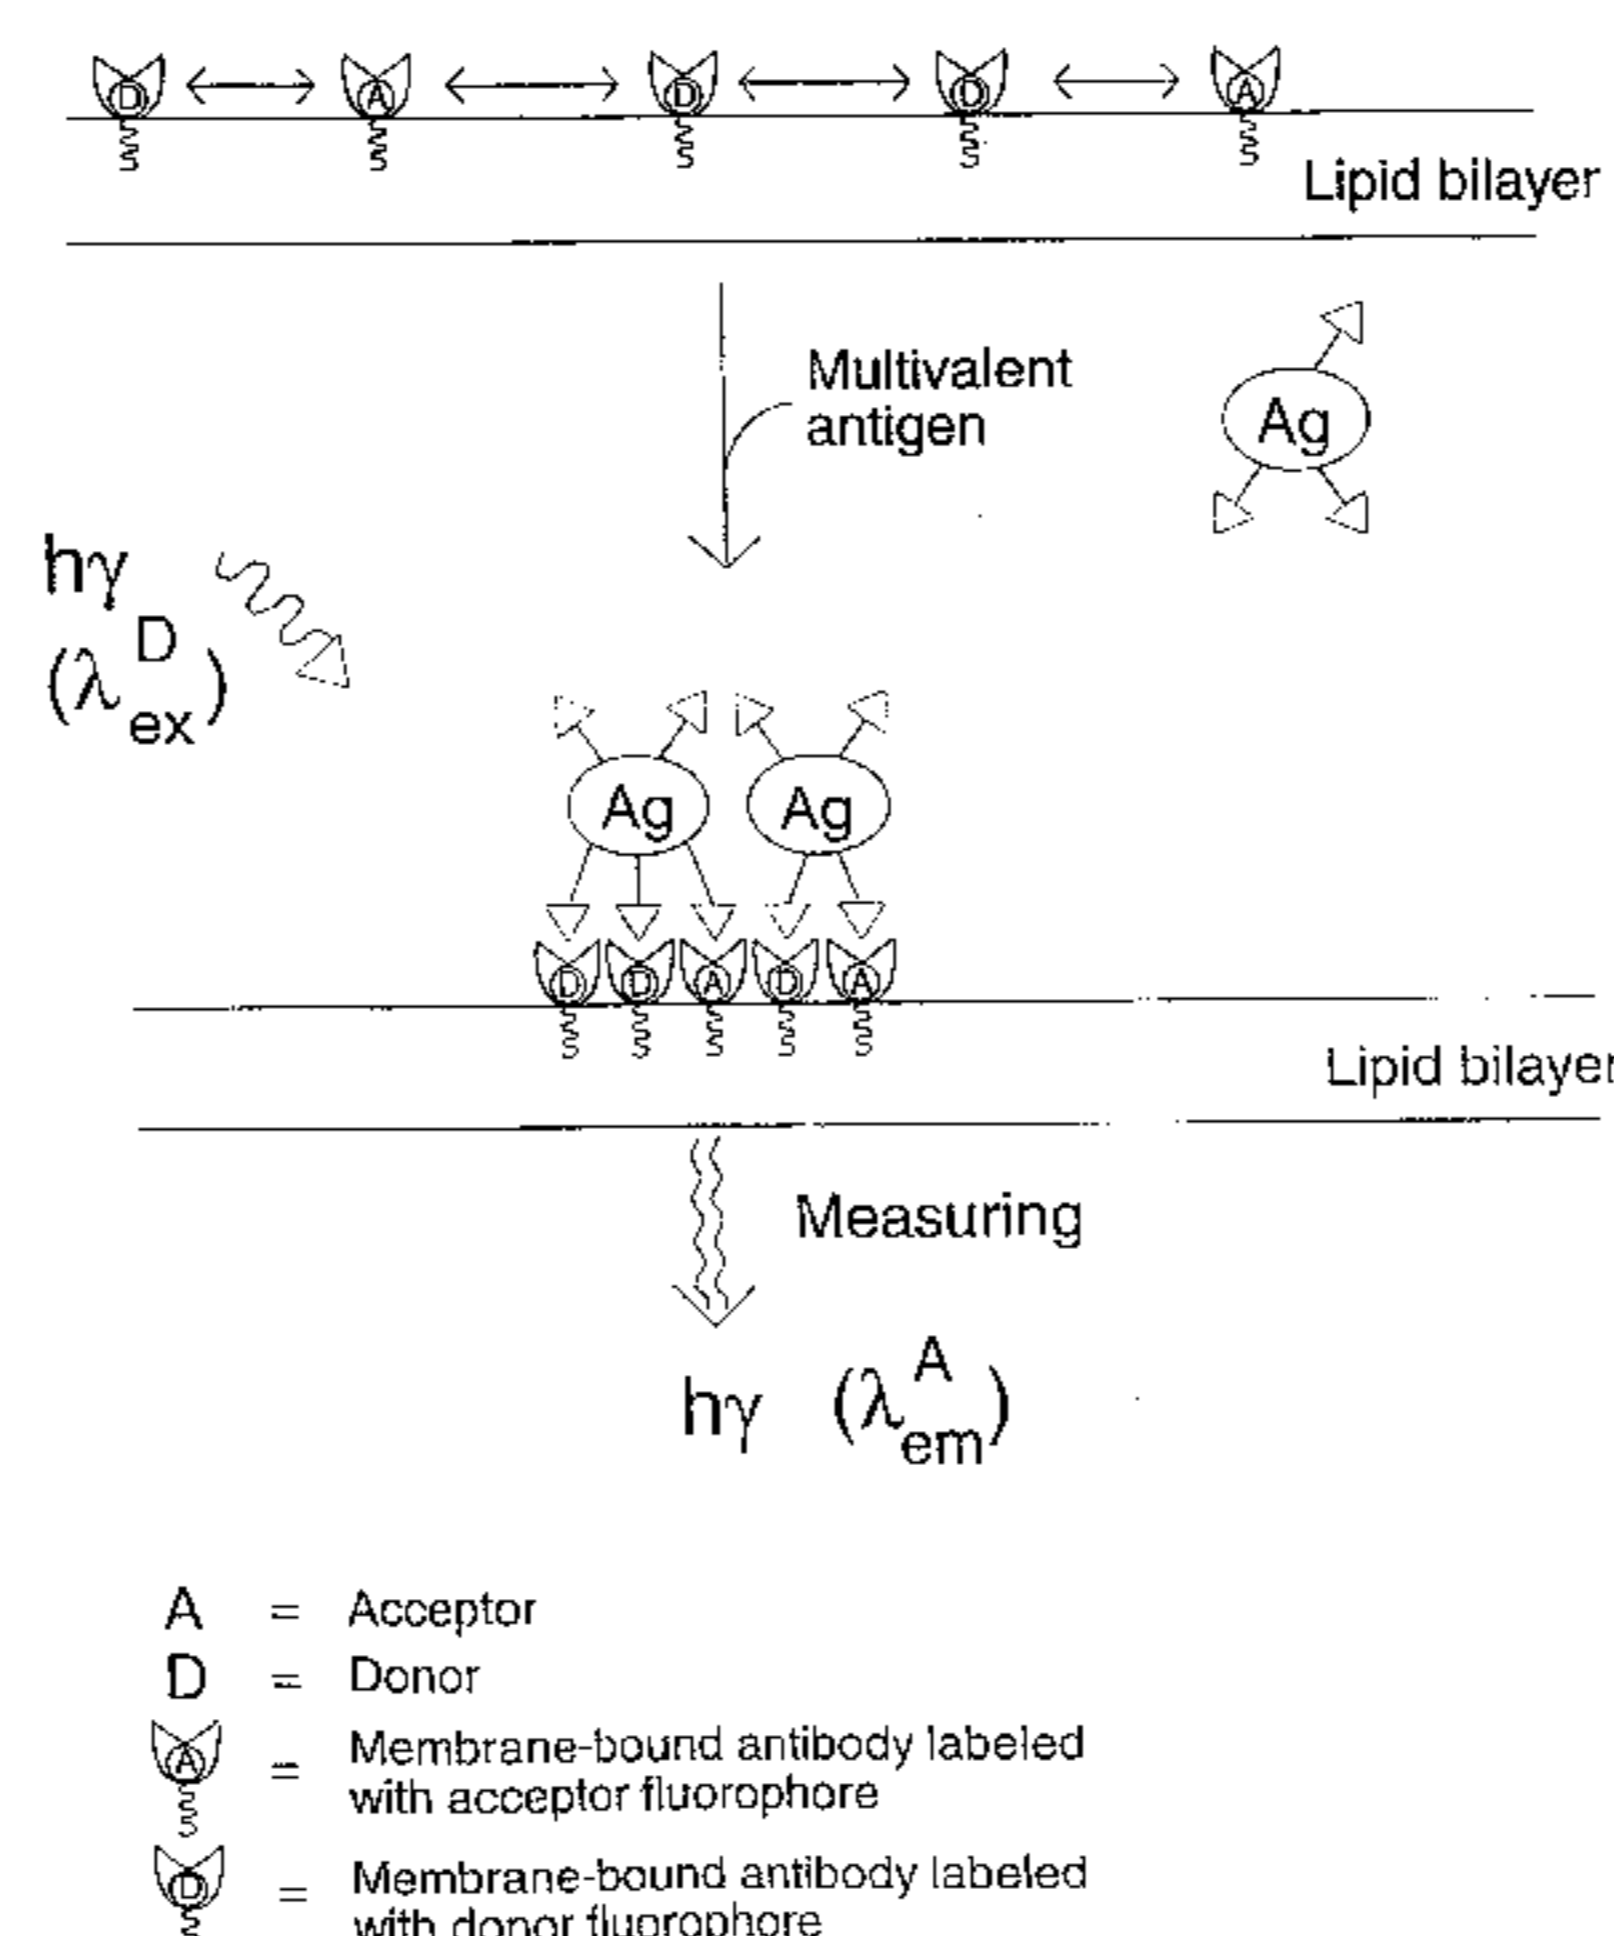 D A D D A
Lipid bilayer
Multivalent
antigen
Ag
hγ
(λ D ex)
Ag Ag
D D A D A
Lipid bilayer
Measuring
hγ (λ A em)
A = Acceptor
D = Donor
A = Membrane-bound antibody labeled
with acceptor fluorophore
D = Membrane-bound antibody labeled
with donor fluorophore